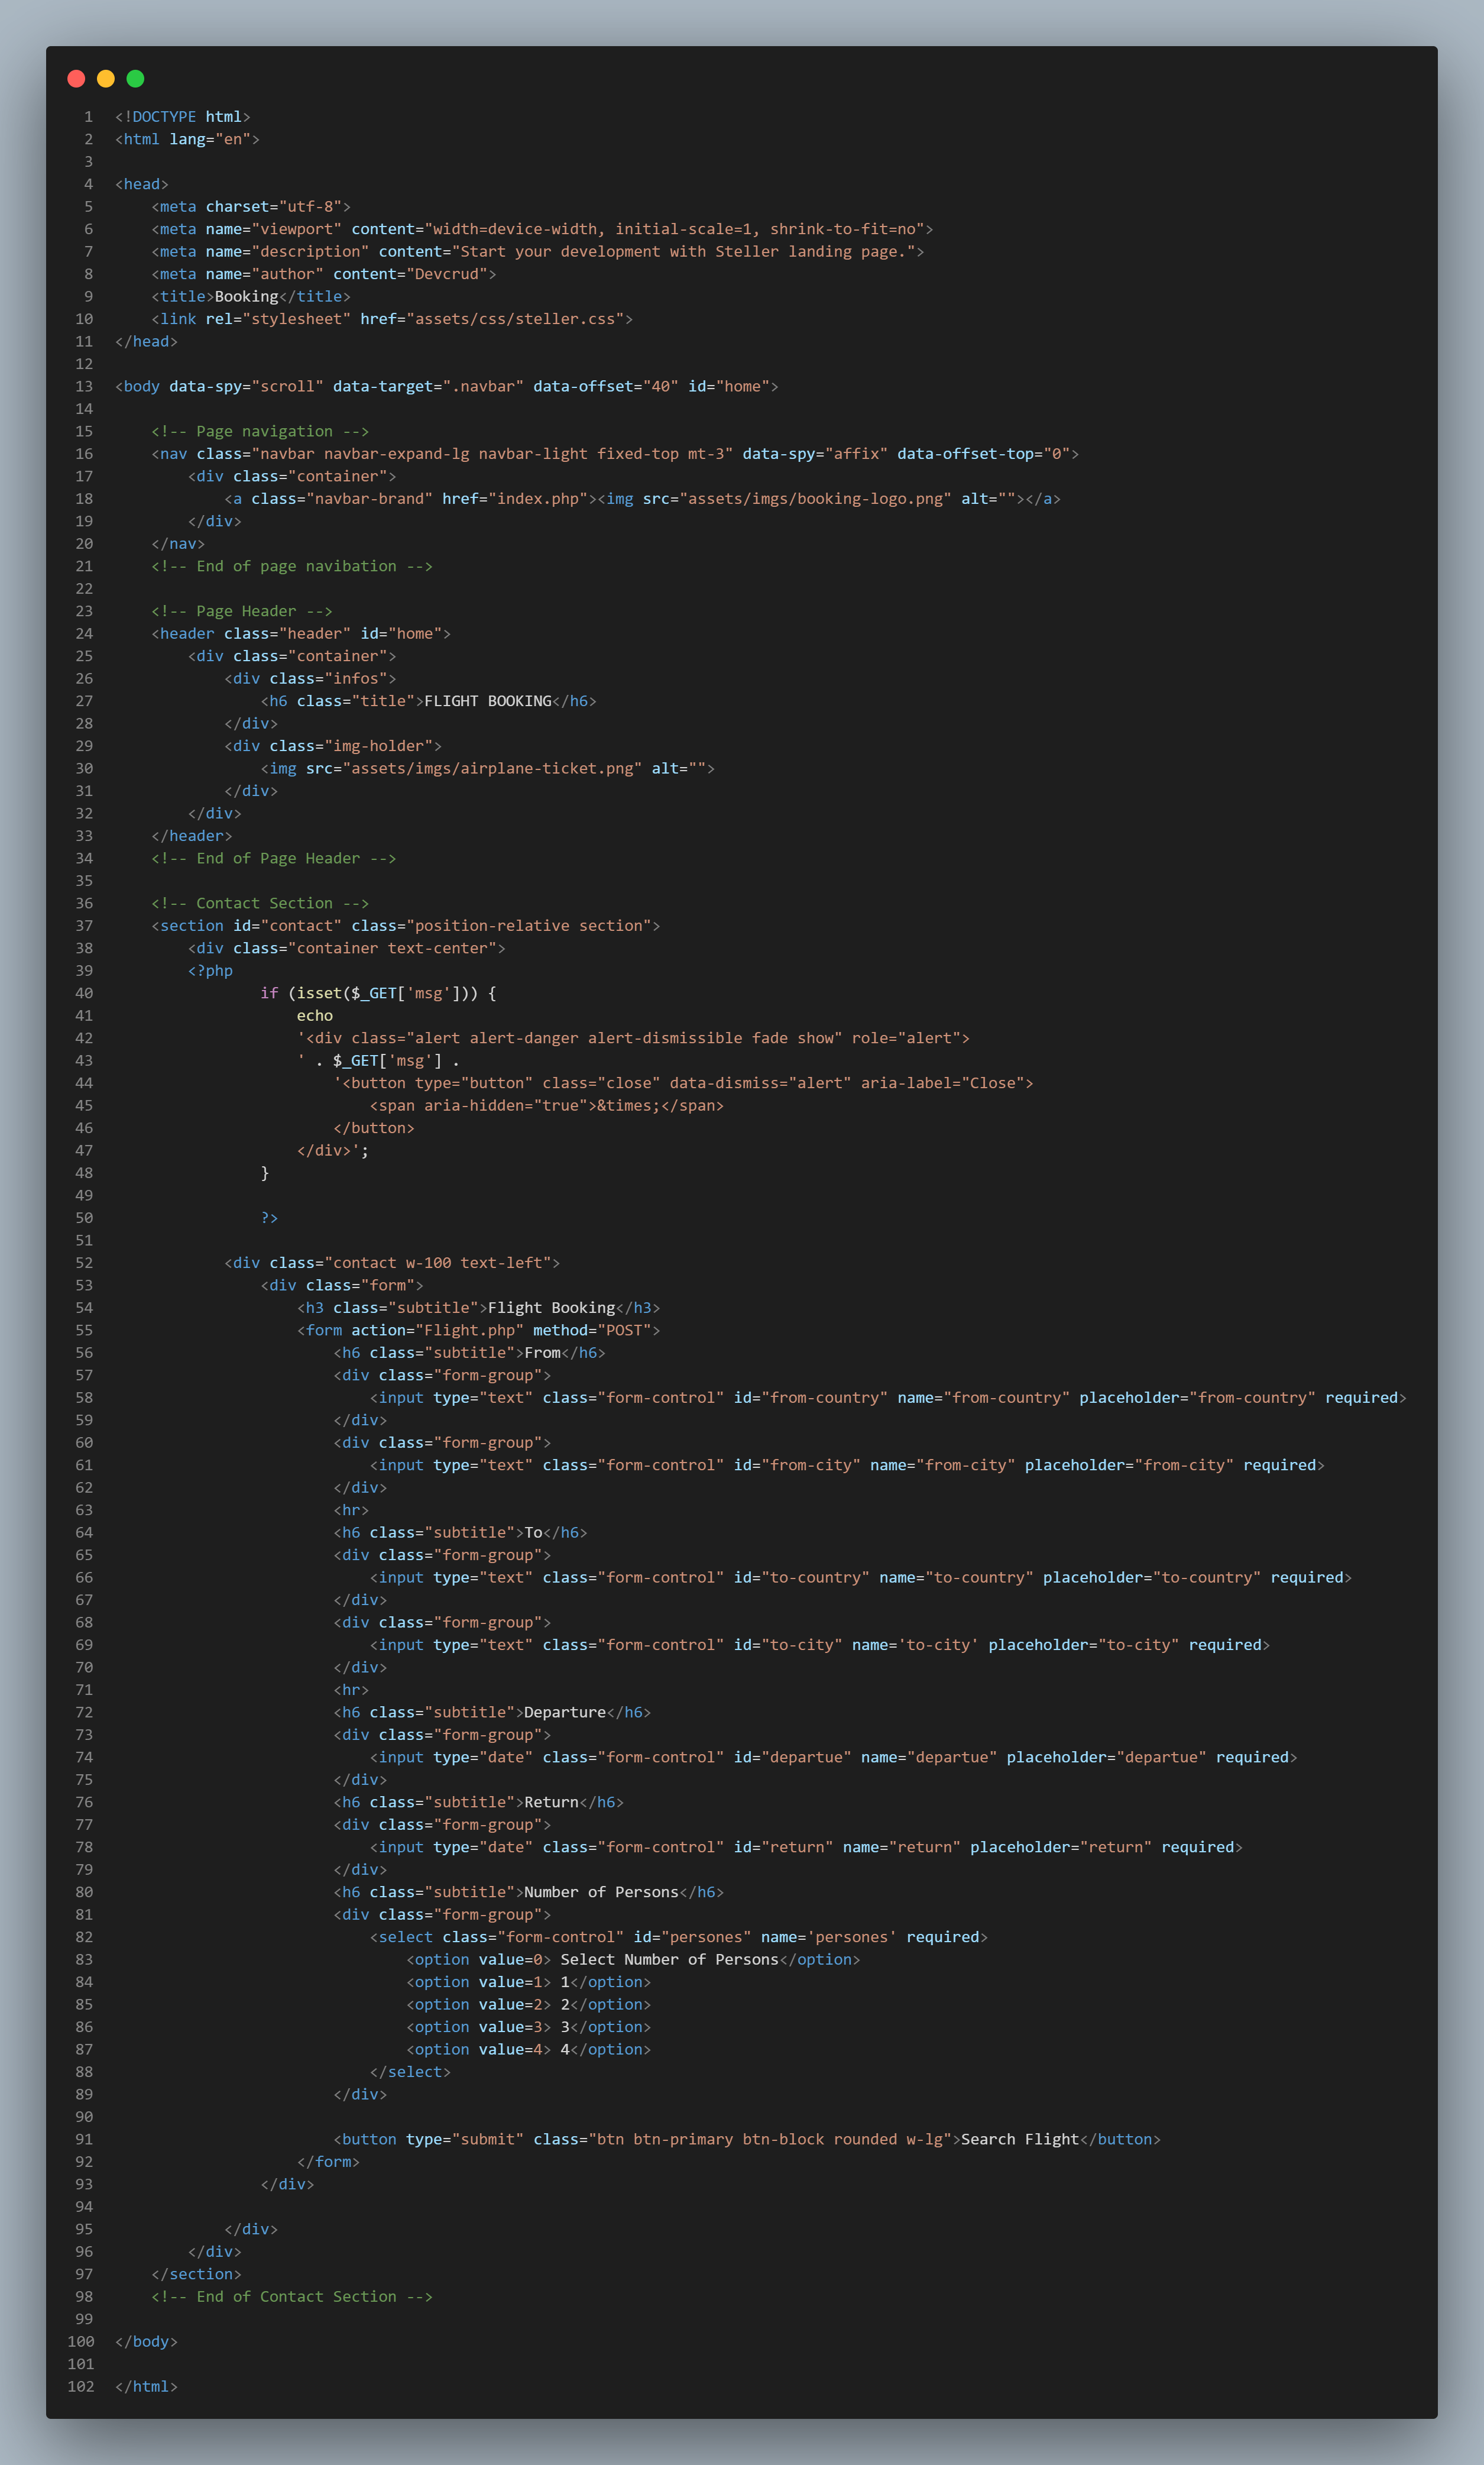 1 <!DOCTYPE html>
2 <html lang="en">
3
4 <head>
5     <meta charset="utf-8">
6     <meta name="viewport" content="width=device-width, initial-scale=1, shrink-to-fit=no">
7     <meta name="description" content="Start your development with Steller landing page.">
8     <meta name="author" content="Devcrud">
9     <title>Booking</title>
10     <link rel="stylesheet" href="assets/css/steller.css">
11 </head>
12
13 <body data-spy="scroll" data-target=".navbar" data-offset="40" id="home">
14
15     <!-- Page navigation -->
16     <nav class="navbar navbar-expand-lg navbar-light fixed-top mt-3" data-spy="affix" data-offset-top="0">
17         <div class="container">
18             <a class="navbar-brand" href="index.php"><img src="assets/imgs/booking-logo.png" alt=""></a>
19         </div>
20     </nav>
21     <!-- End of page navibation -->
22
23     <!-- Page Header -->
24     <header class="header" id="home">
25         <div class="container">
26             <div class="infos">
27                 <h6 class="title">FLIGHT BOOKING</h6>
28             </div>
29             <div class="img-holder">
30                 <img src="assets/imgs/airplane-ticket.png" alt="">
31             </div>
32         </div>
33     </header>
34     <!-- End of Page Header -->
35
36     <!-- Contact Section -->
37     <section id="contact" class="position-relative section">
38         <div class="container text-center">
39         <?php
40                 if (isset($_GET['msg'])) {
41                     echo
42                     '<div class="alert alert-danger alert-dismissible fade show" role="alert">
43                     ' . $_GET['msg'] .
44                         '<button type="button" class="close" data-dismiss="alert" aria-label="Close">
45                             <span aria-hidden="true">&times;</span>
46                         </button>
47                     </div>';
48                 }
49
50                 ?>
51
52             <div class="contact w-100 text-left">
53                 <div class="form">
54                     <h3 class="subtitle">Flight Booking</h3>
55                     <form action="Flight.php" method="POST">
56                         <h6 class="subtitle">From</h6>
57                         <div class="form-group">
58                             <input type="text" class="form-control" id="from-country" name="from-country" placeholder="from-country" required>
59                         </div>
60                         <div class="form-group">
61                             <input type="text" class="form-control" id="from-city" name="from-city" placeholder="from-city" required>
62                         </div>
63                         <hr>
64                         <h6 class="subtitle">To</h6>
65                         <div class="form-group">
66                             <input type="text" class="form-control" id="to-country" name="to-country" placeholder="to-country" required>
67                         </div>
68                         <div class="form-group">
69                             <input type="text" class="form-control" id="to-city" name='to-city' placeholder="to-city" required>
70                         </div>
71                         <hr>
72                         <h6 class="subtitle">Departure</h6>
73                         <div class="form-group">
74                             <input type="date" class="form-control" id="departue" name="departue" placeholder="departue" required>
75                         </div>
76                         <h6 class="subtitle">Return</h6>
77                         <div class="form-group">
78                             <input type="date" class="form-control" id="return" name="return" placeholder="return" required>
79                         </div>
80                         <h6 class="subtitle">Number of Persons</h6>
81                         <div class="form-group">
82                             <select class="form-control" id="persones" name='persones' required>
83                                 <option value=0> Select Number of Persons</option>
84                                 <option value=1> 1</option>
85                                 <option value=2> 2</option>
86                                 <option value=3> 3</option>
87                                 <option value=4> 4</option>
88                             </select>
89                         </div>
90
91                         <button type="submit" class="btn btn-primary btn-block rounded w-lg">Search Flight</button>
92                     </form>
93                 </div>
94
95             </div>
96         </div>
97     </section>
98     <!-- End of Contact Section -->
99
100 </body>
101
102 </html>